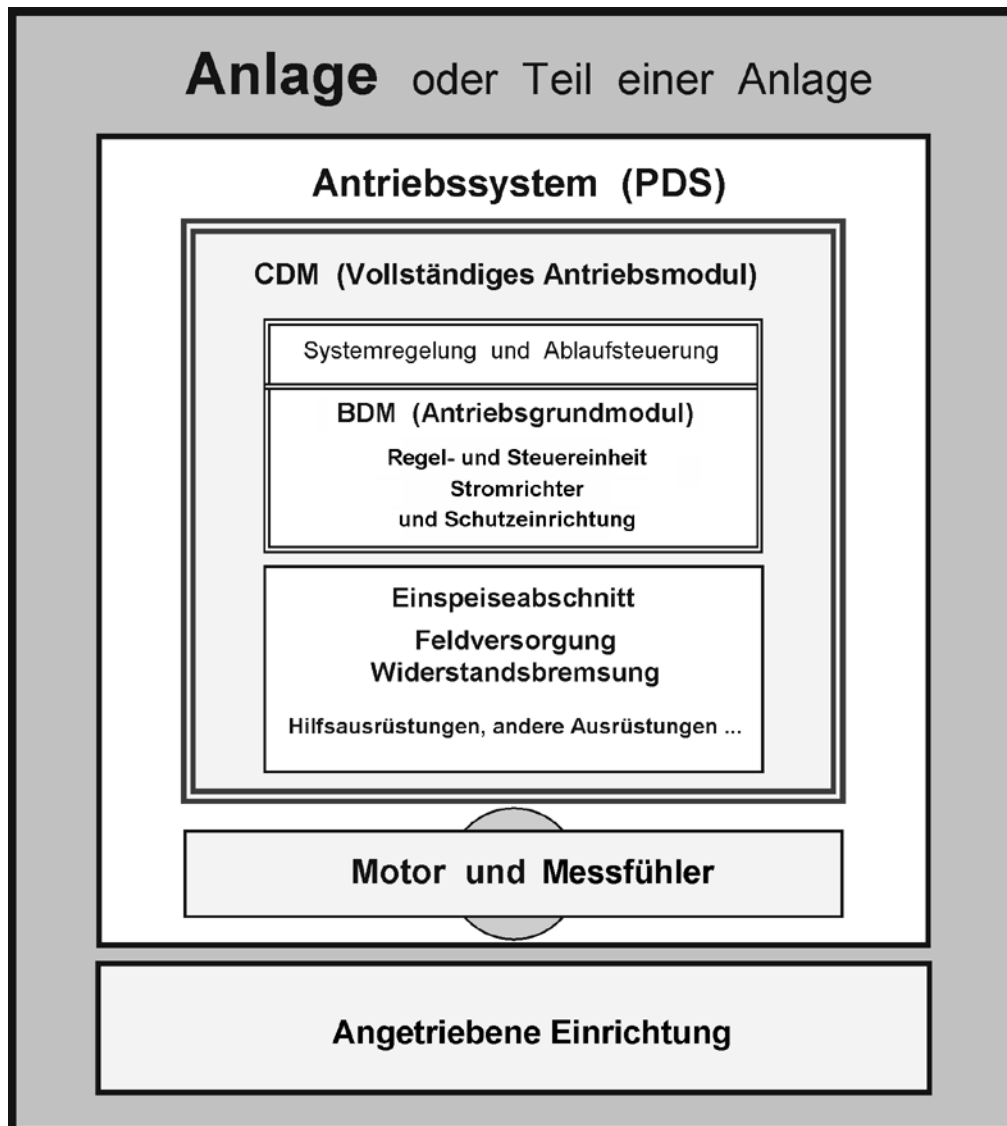 Anlage oder Teil einer Anlage
Antriebssystem (PDS)
CDM (Vollständiges Antriebsmodul)
Systemregelung und Ablaufsteuerung
BDM (Antriebsgrundmodul)
Regel- und Steuereinheit
Stromrichter
und Schutzeinrichtung
Einspeiseabschnitt
Feldversorgung
Widerstandsbremsung
Hilfsausrüstungen, andere Ausrüstungen ...
Motor und Messfühler
Angetriebene Einrichtung